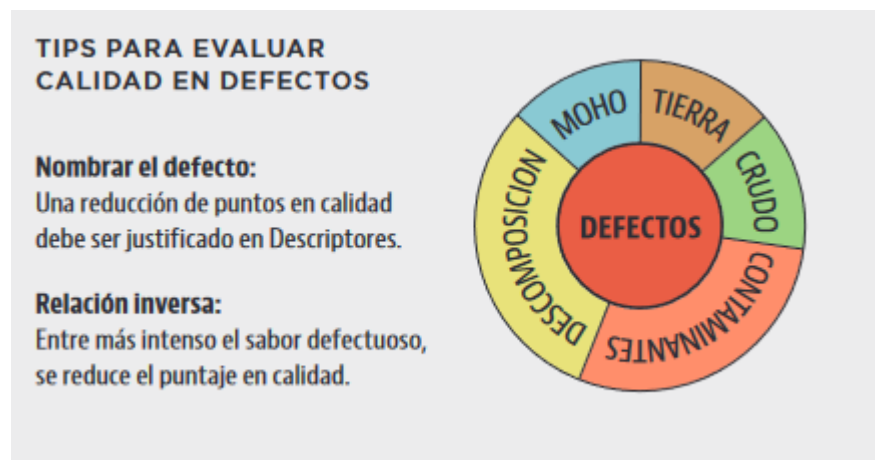 TIPS PARA EVALUAR
CALIDAD EN DEFECTOS
Nombrar el defecto:
Una reducción de puntos en calidad
debe ser justificado en Descriptores.
Relación inversa:
Entre más intenso el sabor defectuoso,
se reduce el puntaje en calidad.
MOHO
TIERRA
CRUDO
CONTAMINANTES
DESCOMPOSICION
DEFECTOS